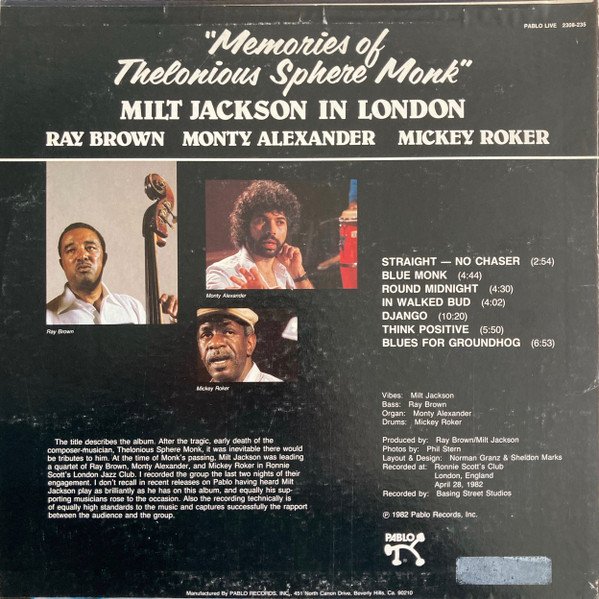 PABLO LIVE 2308-235
"Memories of
Thelonious Sphere Monk"
MILT JACKSON IN LONDON
RAY BROWN MONTY ALEXANDER MICKEY ROKER
Ray Brown
Monty Alexander
Mickey Roker
STRAIGHT — NO CHASER (2:54)
BLUE MONK (4:44)
ROUND MIDNIGHT (4:30)
IN WALKED BUD (4:02)
DJANGO (10:20)
THINK POSITIVE (5:50)
BLUES FOR GROUNDHOG (6:53)
The title describes the album. After the tragic, early death of the
composer-musician, Thelonious Sphere Monk, it was inevitable there would
be tributes to him. At the time of Monk's passing, Milt Jackson was leading
a quartet of Ray Brown, Monty Alexander, and Mickey Roker in Ronnie
Scott's London Jazz Club. I recorded the group the last two nights of their
engagement. I don't recall in recent releases on Pablo having heard Milt
Jackson play as brilliantly as he has on this album, and equally his sup-
porting musicians rose to the occasion. Also the recording technically is
of equally high standards to the music and captures successfully the rapport
between the audience and the group.
Vibes: Milt Jackson
Bass: Ray Brown
Organ: Monty Alexander
Drums: Mickey Roker
Produced by: Ray Brown/Milt Jackson
Photos by: Phil Stern
Layout & Design: Norman Granz & Sheldon Marks
Recorded at: Ronnie Scott's Club
London, England
April 28, 1982
Recorded by: Basing Street Studios
℗ 1982 Pablo Records, Inc.
PABLO
Manufactured by PABLO RECORDS, INC., 451 North Canon Drive, Beverly Hills, Ca. 90210